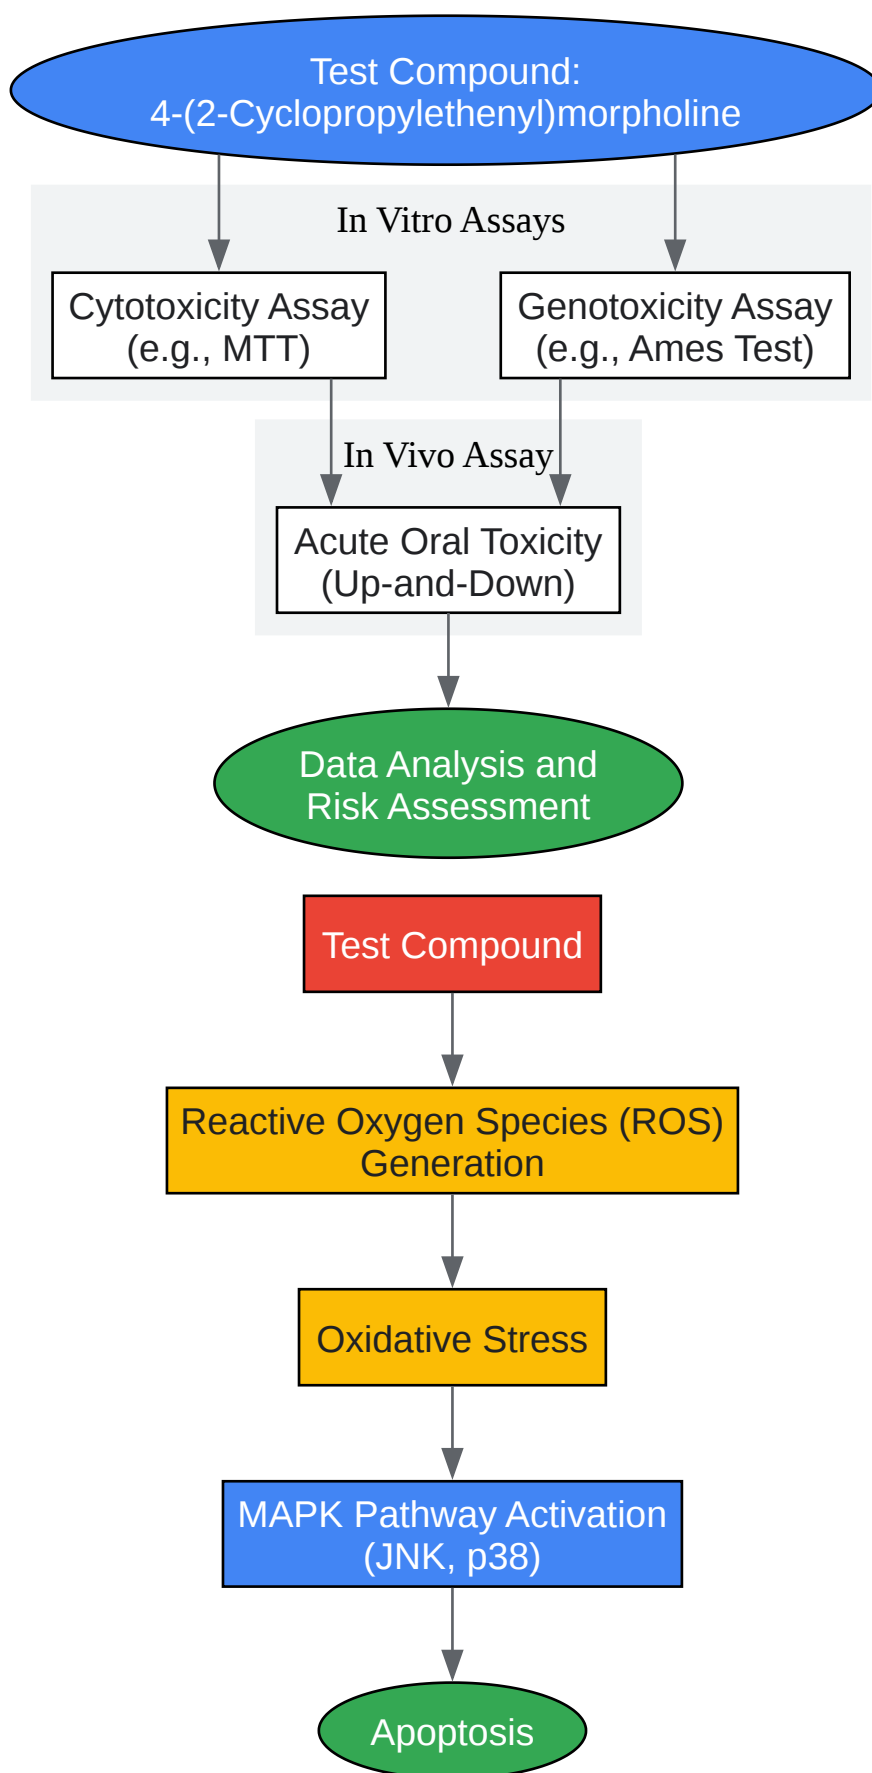 Test Compound:
4-(2-Cyclopropylethenyl)morpholine
In Vitro Assays
Cytotoxicity Assay
(e.g., MTT)
Genotoxicity Assay
(e.g., Ames Test)
In Vivo Assay
Acute Oral Toxicity
(Up-and-Down)
Data Analysis and
Risk Assessment
Test Compound
Reactive Oxygen Species (ROS)
Generation
Oxidative Stress
MAPK Pathway Activation
(JNK, p38)
Apoptosis